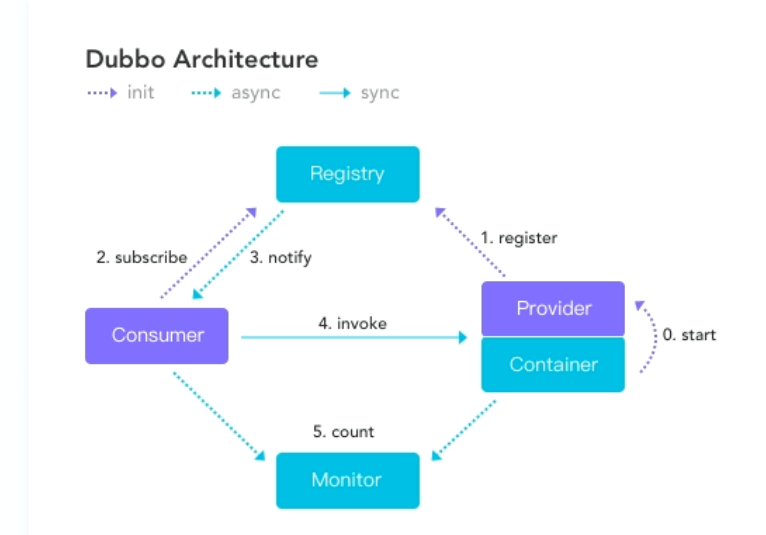 Dubbo Architecture
init async sync
Registry
1. register
2. subscribe
3. notify
Provider
Consumer
4. invoke
0. start
Container
5. count
Monitor